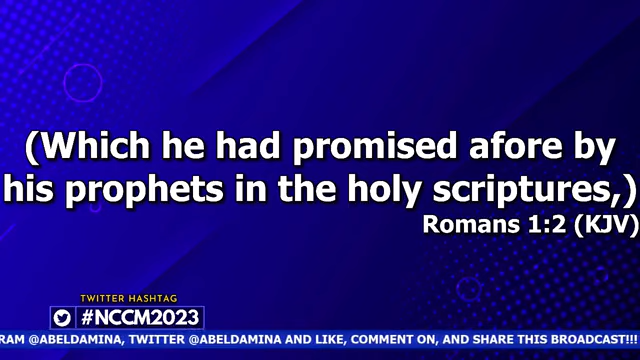 (Which he had promised afore by
his prophets in the holy scriptures,)
Romans 1:2 (KJV)
TWITTER HASHTAG
#NCCM2023
RAM @ABELDAMINA, TWITTER @ABELDAMINA AND LIKE, COMMENT ON, AND SHARE THIS BROADCAST!!!